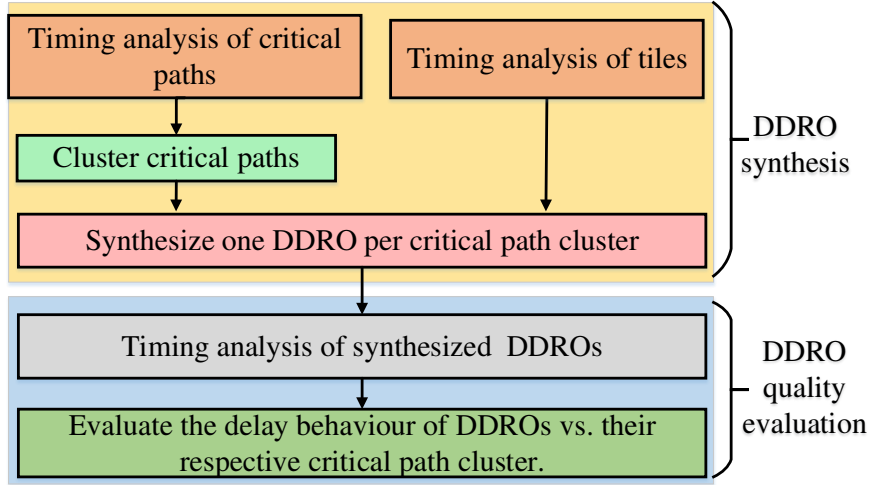 Timing analysis of critical
paths
Timing analysis of tiles
Cluster critical paths
Synthesize one DDRO per critical path cluster
DDRO
synthesis
Timing analysis of synthesized DDROs
Evaluate the delay behaviour of DDROs vs. their
respective critical path cluster.
DDRO
quality
evaluation